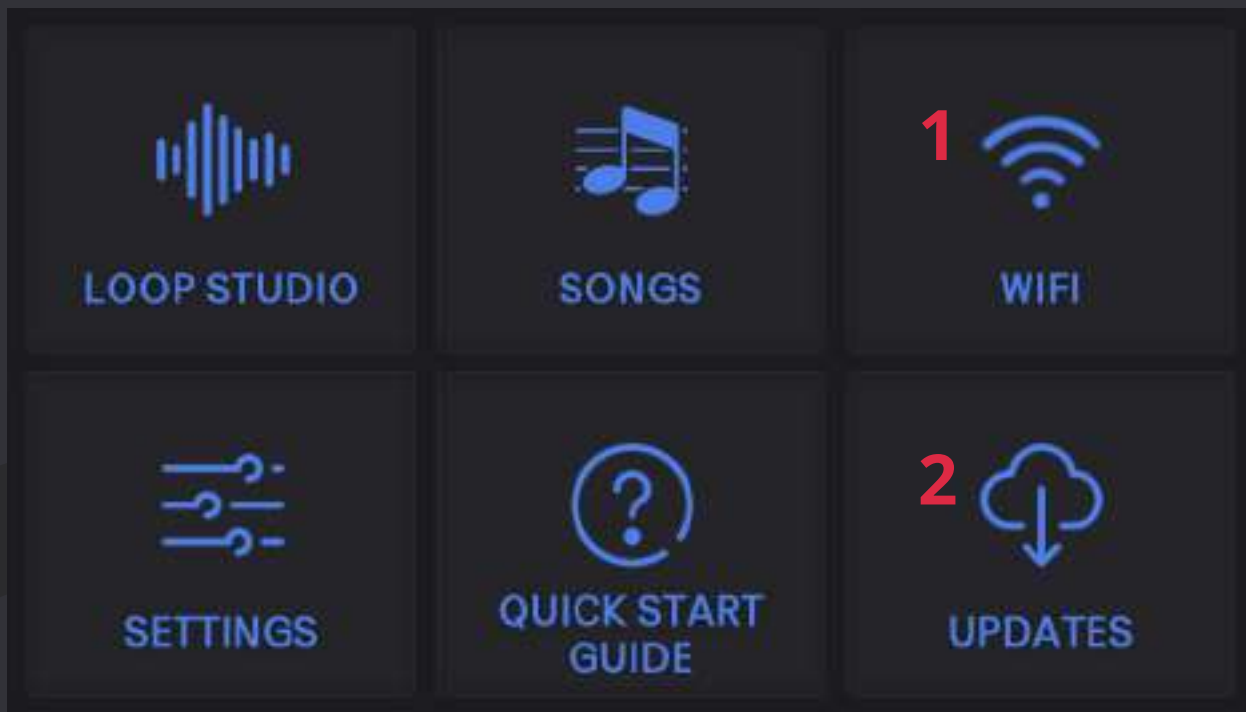 LOOP STUDIO
SONGS
1
WIFI
SETTINGS
?
QUICK START
GUIDE
2
UPDATES